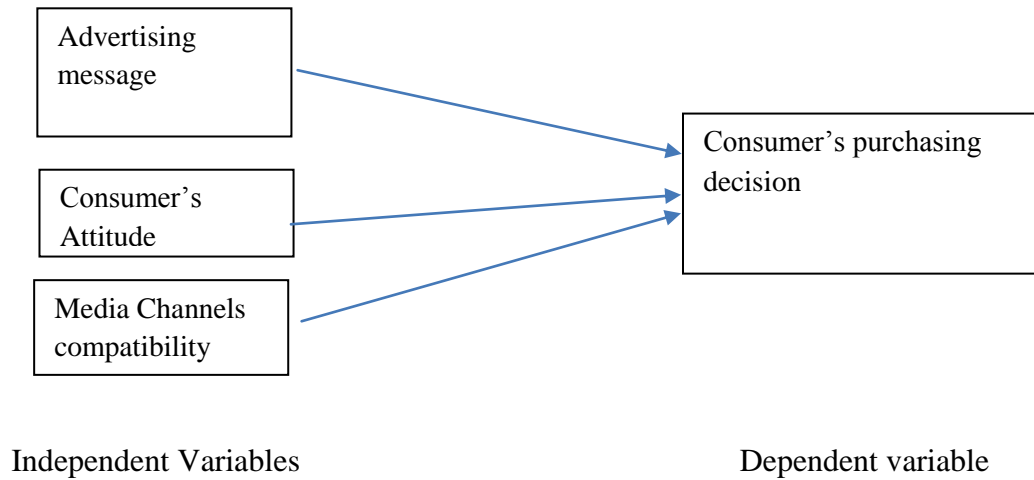 Advertising
message
Consumer’s
Attitude
Media Channels
compatibility
Consumer’s purchasing
decision
Independent Variables
Dependent variable